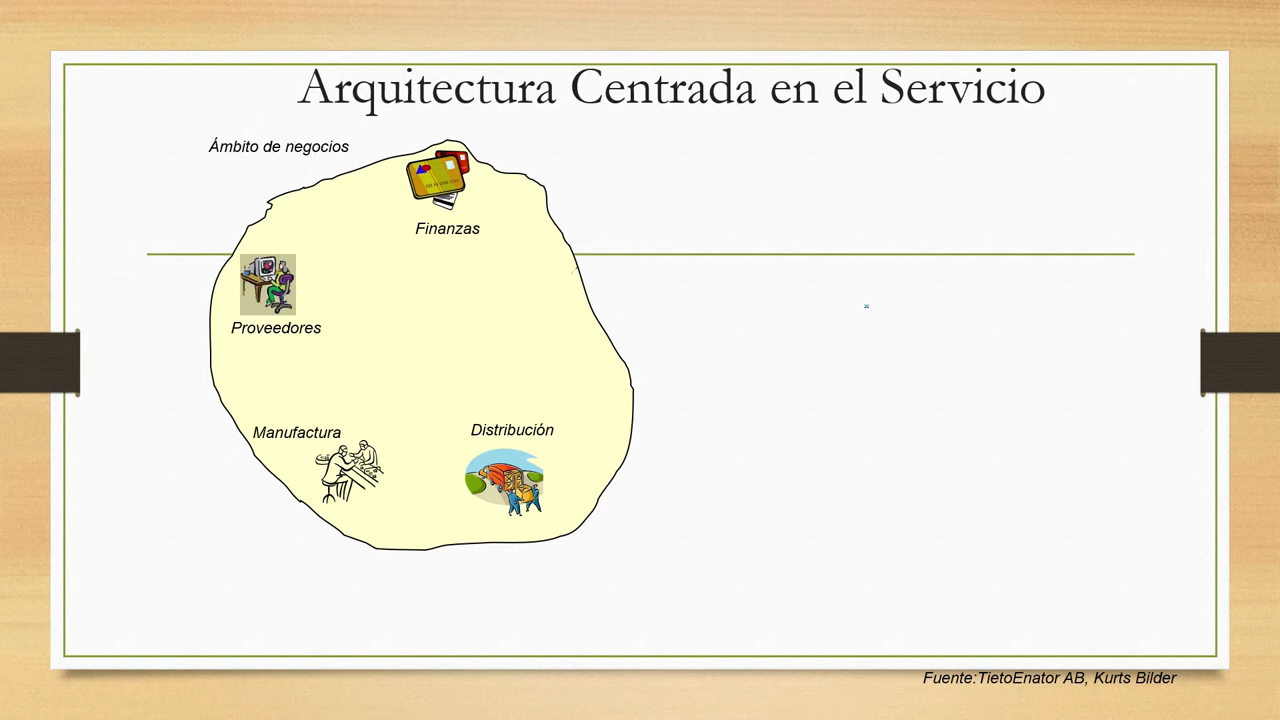 Arquitectura Centrada en el Servicio
Ámbito de negocios
Finanzas
Proveedores
Manufactura
Distribución
Fuente:TietoEnator AB, Kurts Bilder